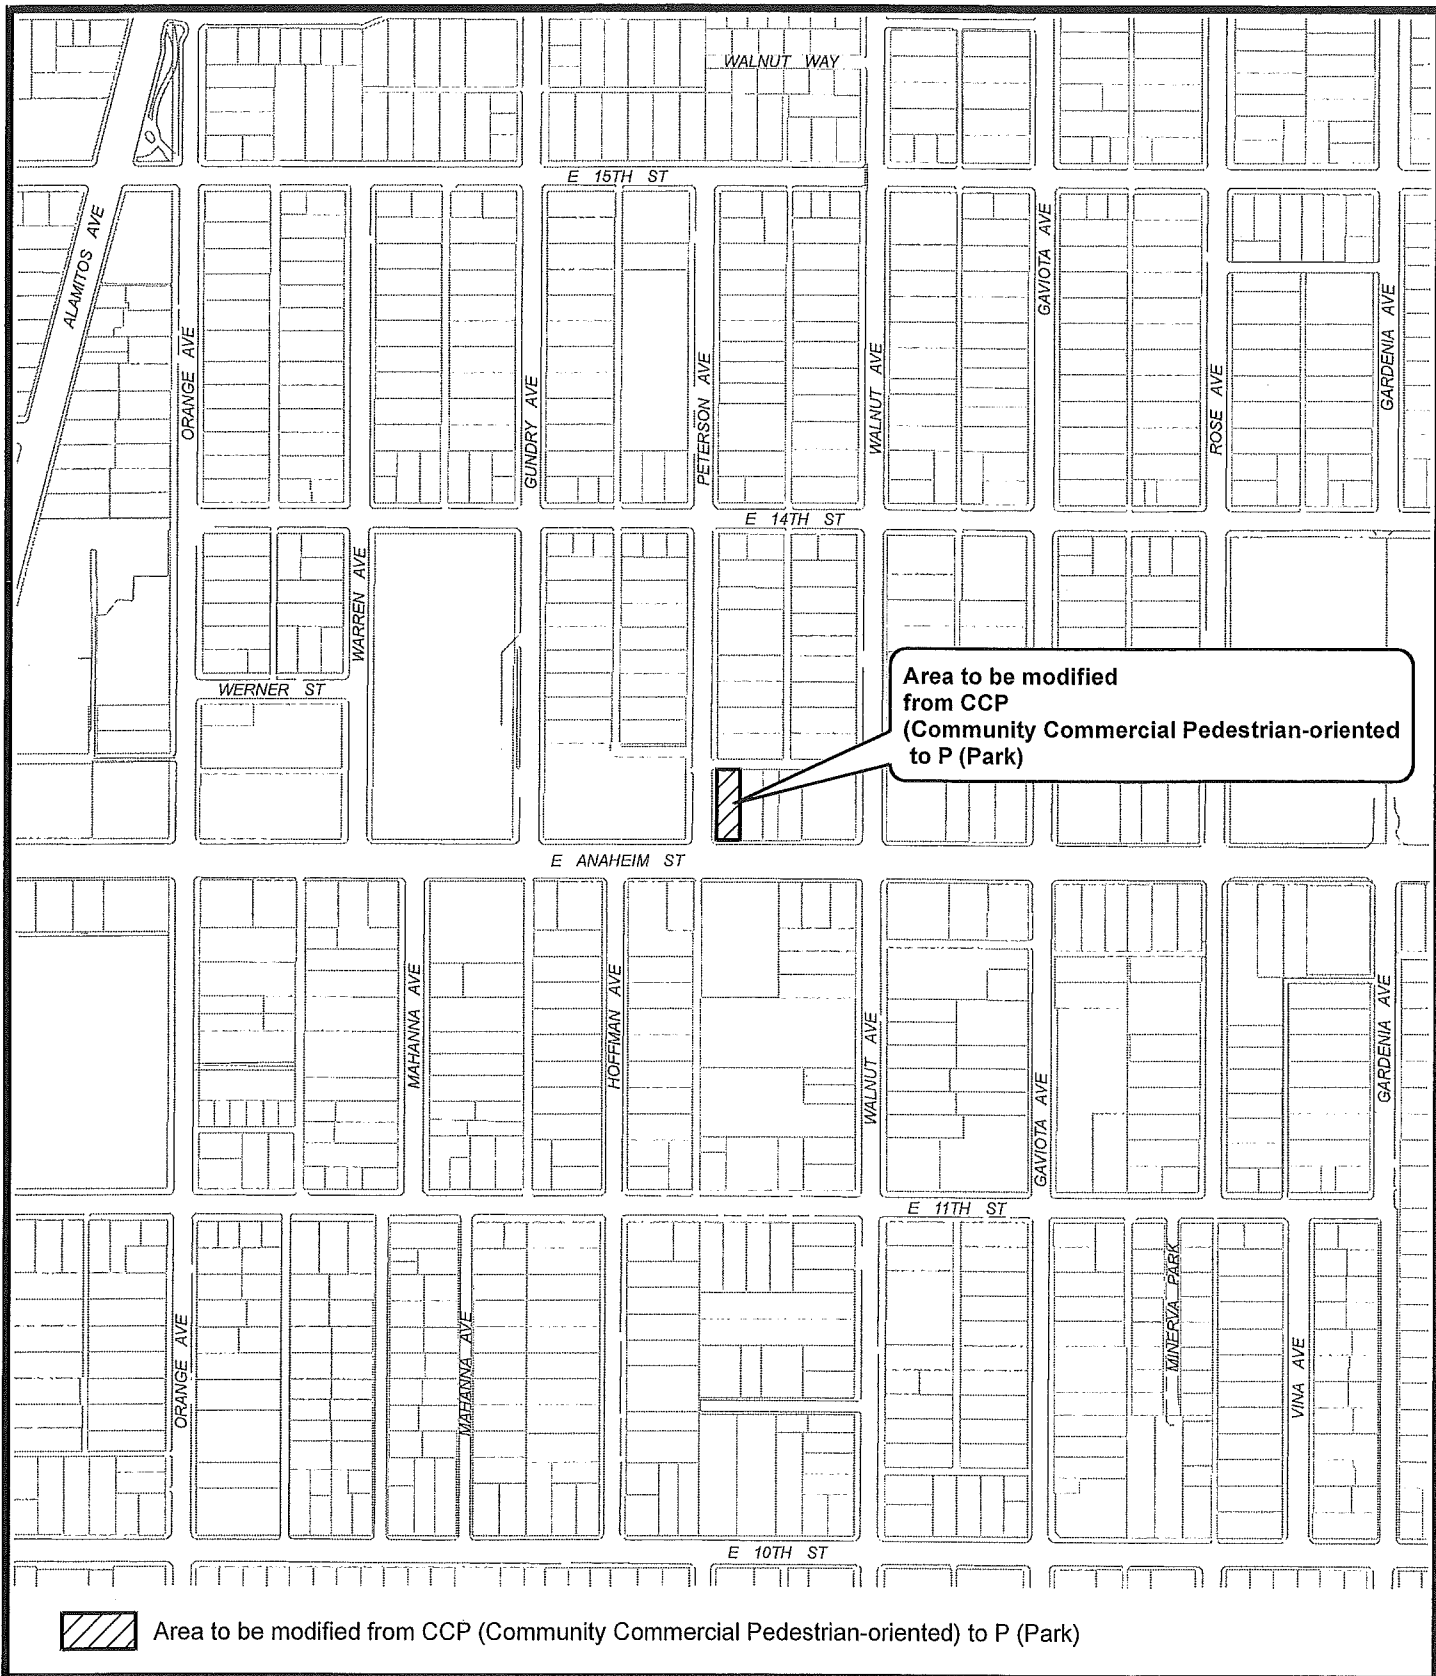 WALNUT WAY
E 15TH ST
ALAMITOS AVE
ORANGE AVE
GUNDRY AVE
PETERSON AVE
WALNUT AVE
GAVIOTA AVE
ROSE AVE
GARDENIA AVE
E 14TH ST
WARREN AVE
WERNER ST
Area to be modified
from CCP
(Community Commercial Pedestrian-oriented
to P (Park)
E ANAHEIM ST
MAHANNA AVE
HOFFMAN AVE
WALNUT AVE
GAVIOTA AVE
GARDENIA AVE
E 11TH ST
ORANGE AVE
MAHANNA AVE
MINERVA PARK
VINA AVE
E 10TH ST
Area to be modified from CCP (Community Commercial Pedestrian-oriented) to P (Park)